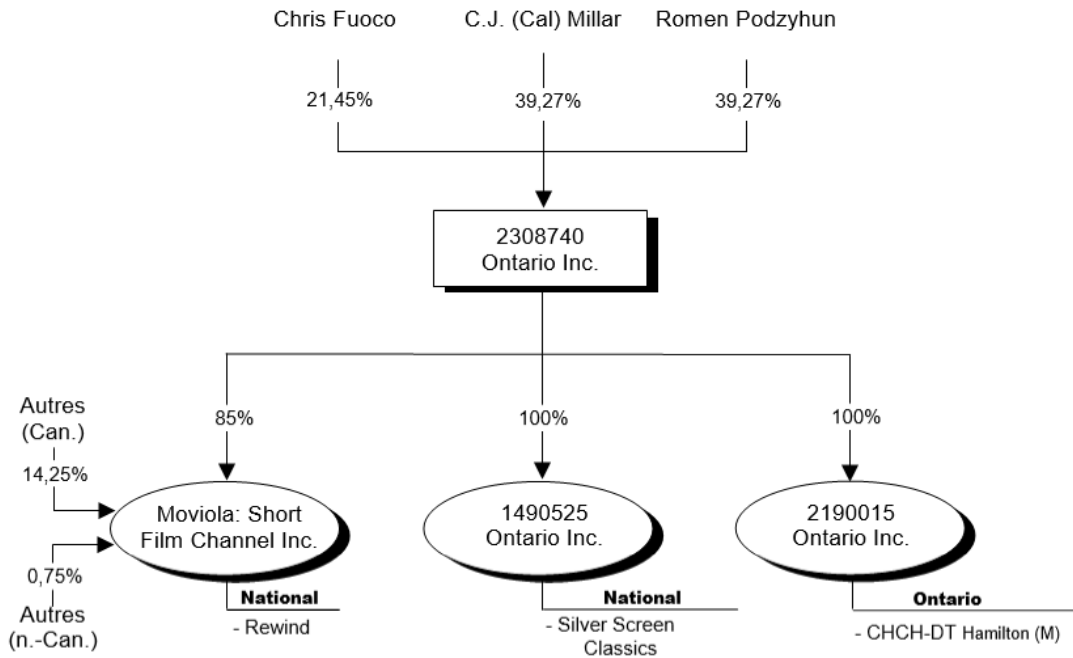 Chris Fuoco
C.J. (Cal) Millar
Romen Podzyhun
21,45%
39,27%
39,27%
2308740
Ontario Inc.
85%
100%
100%
Autres
(Can.)
14,25%
Moviola: Short
Film Channel Inc.
1490525
Ontario Inc.
2190015
Ontario Inc.
0,75%
Autres
(n.-Can.)
National
- Rewind
National
- Silver Screen
Classics
Ontario
- CHCH-DT Hamilton (M)